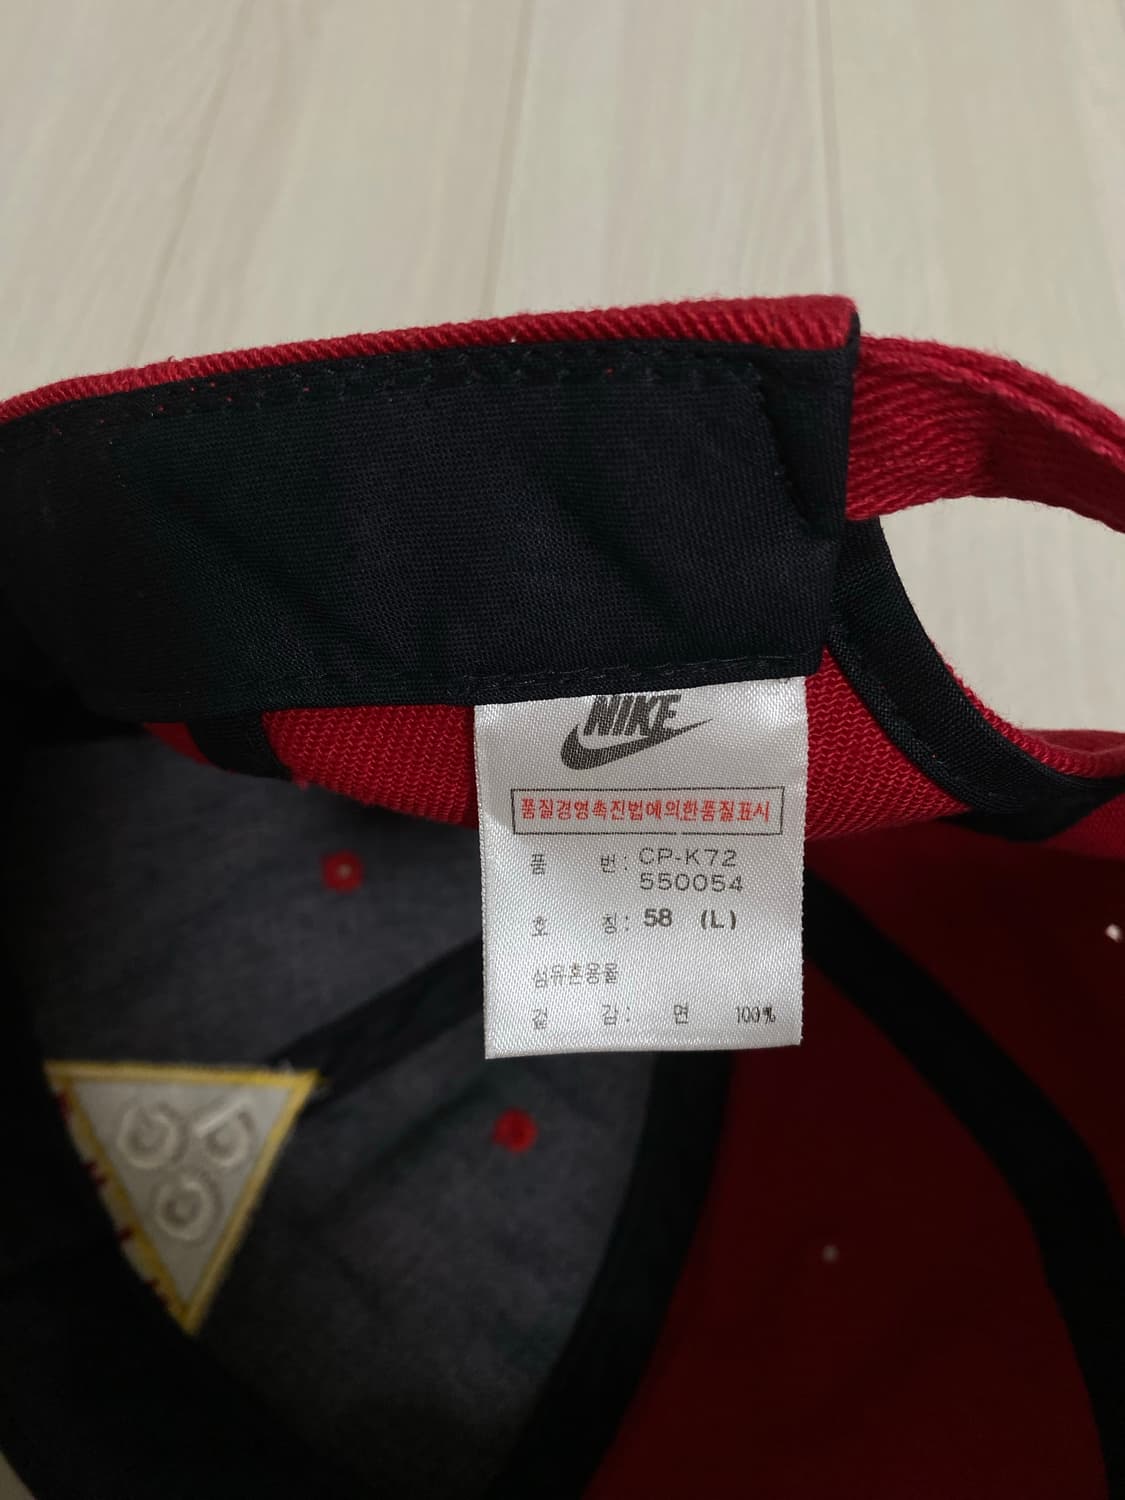 NIKE
품질경영촉진법에의한품질표시
품 번: CP-K72
550054
호 칭: 58 (L)
섬유혼용율
겉 감: 면 100%